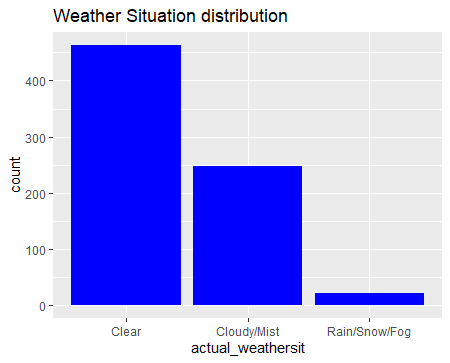 Weather Situation distribution
count
400
300
200
100
0
Clear Cloudy/Mist Rain/Snow/Fog
actual_weathersit